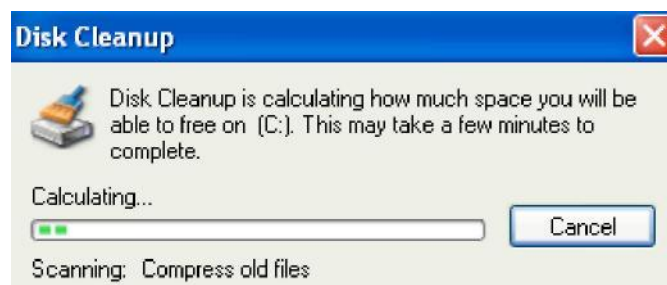 Disk Cleanup
Disk Cleanup is calculating how much space you will be
able to free on  (C:). This may take a few minutes to
complete.
Calculating...
Cancel
Scanning:  Compress old files